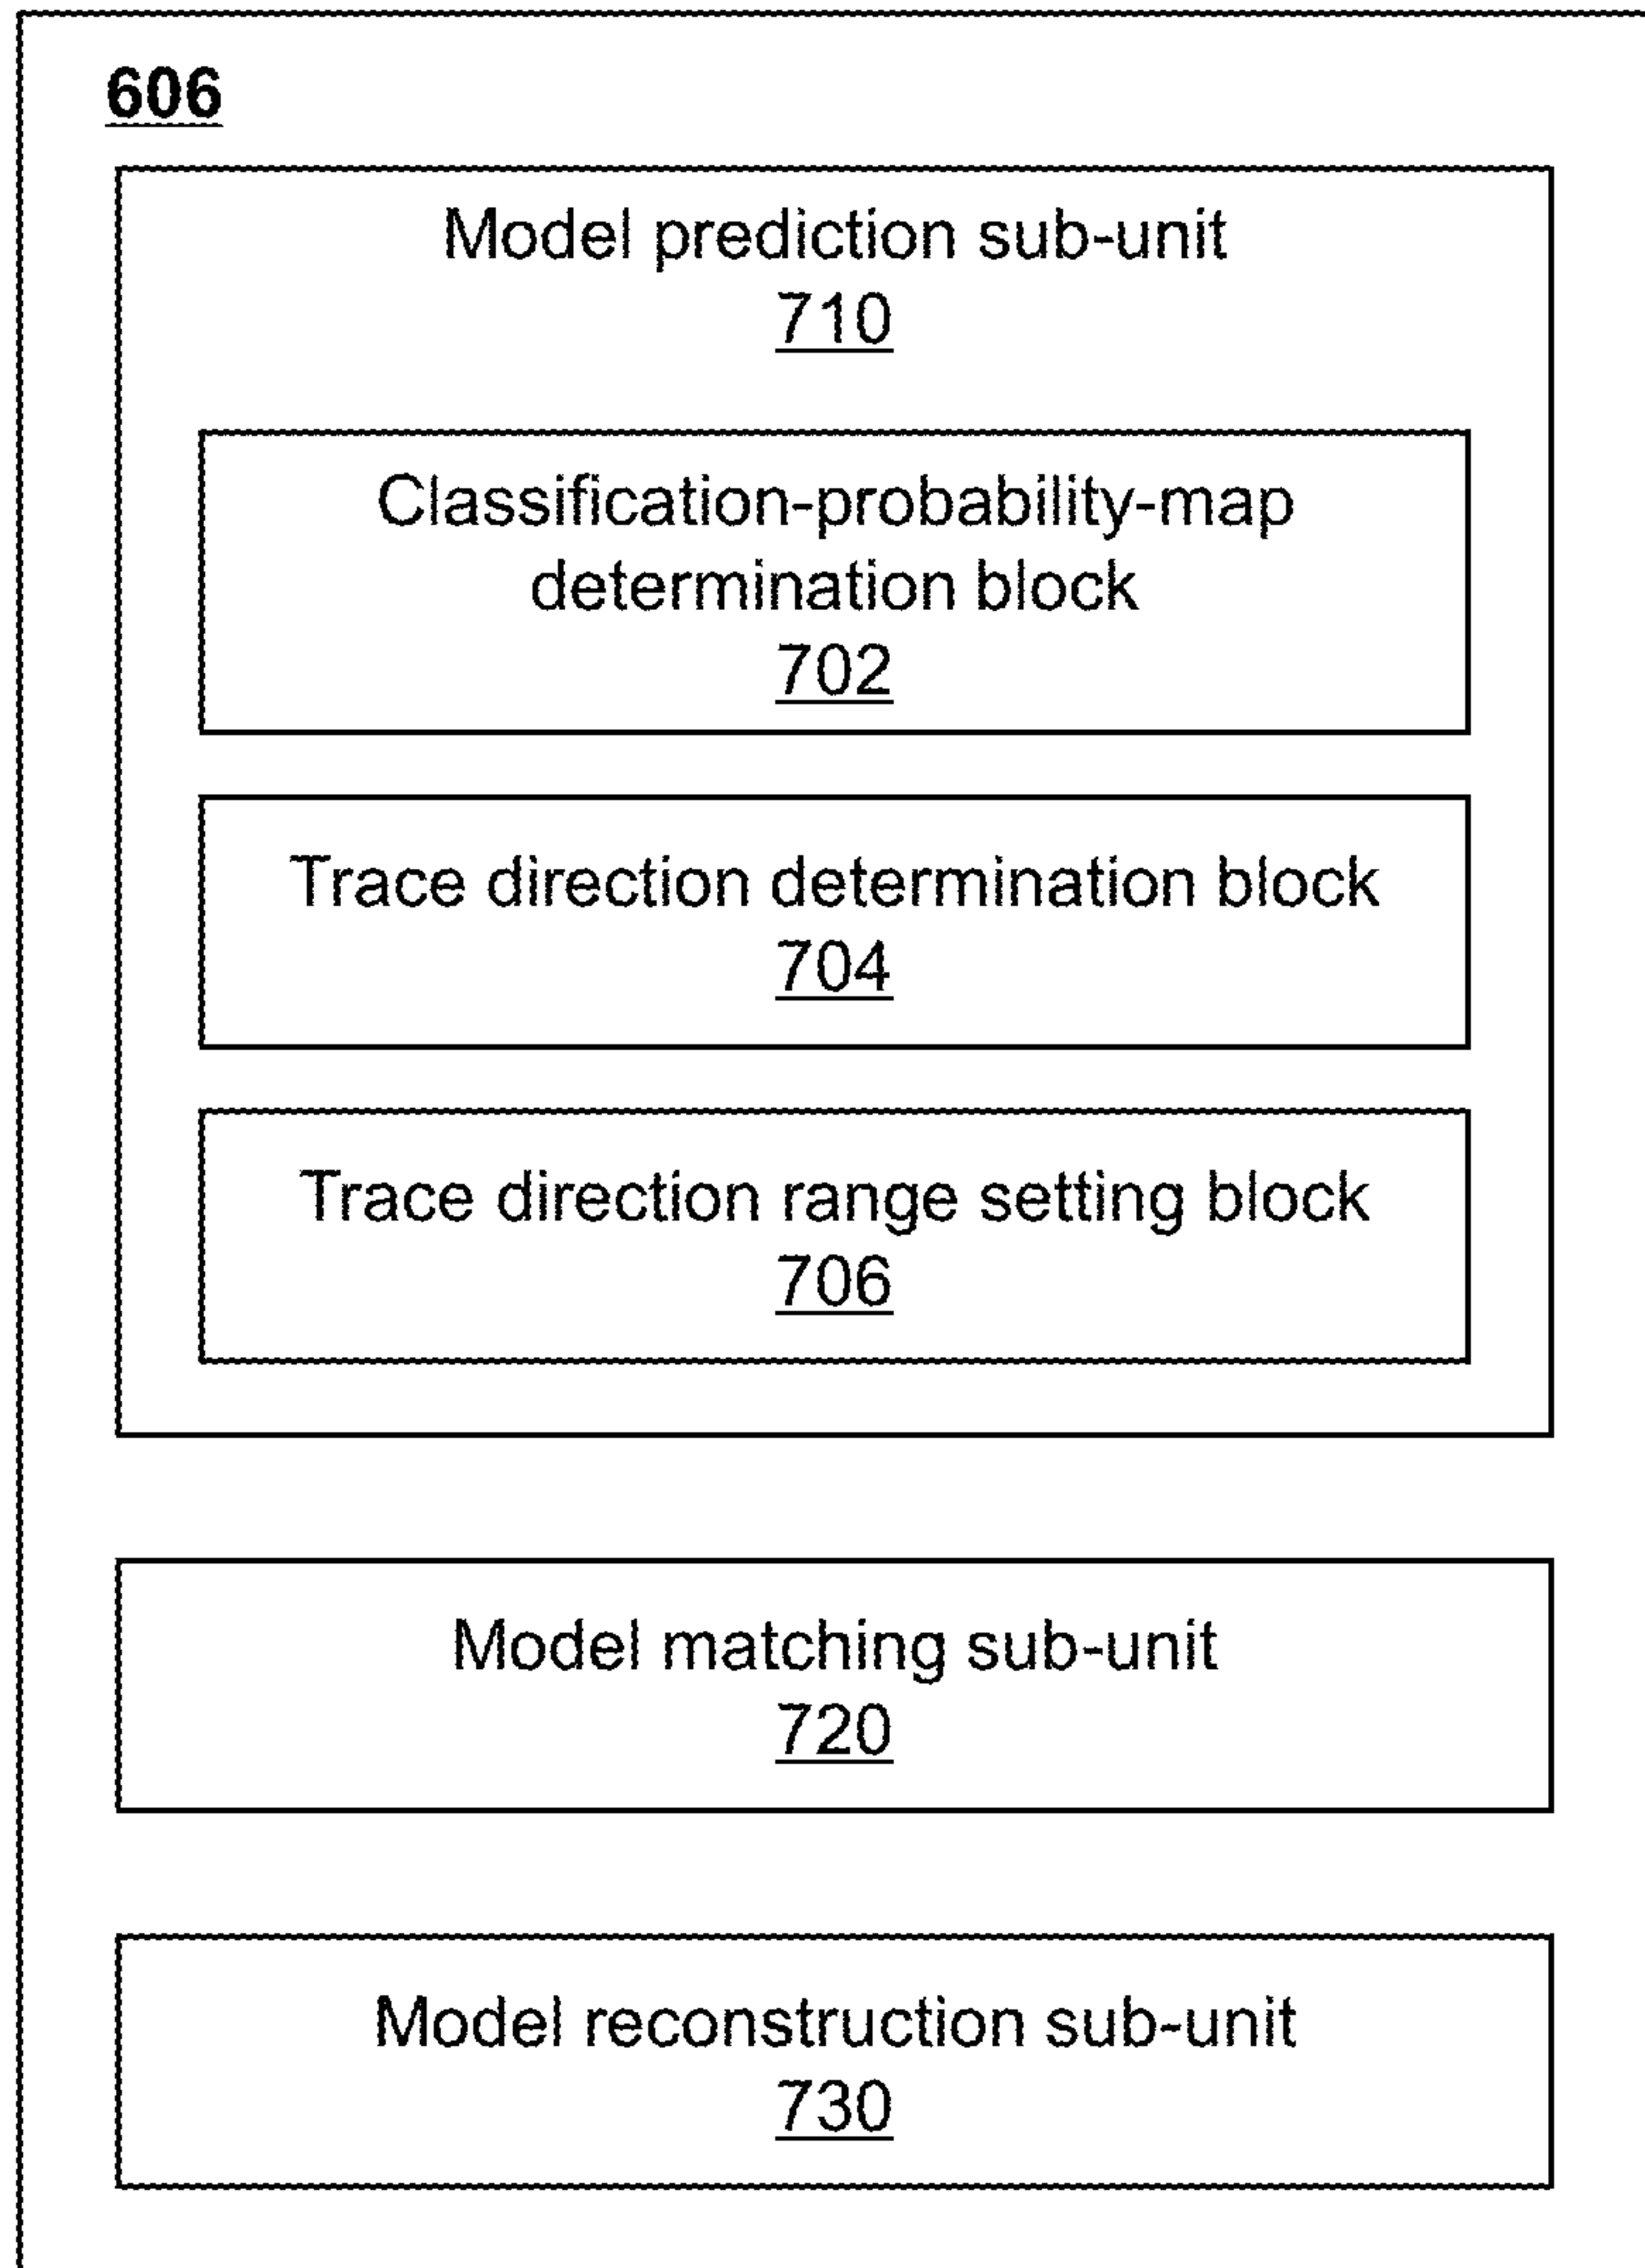 606
Model prediction sub-unit
710
Classification-probability-map
determination block
702
Trace direction determination block
704
Trace direction range setting block
706
Model matching sub-unit
720
Model reconstruction sub-unit
730